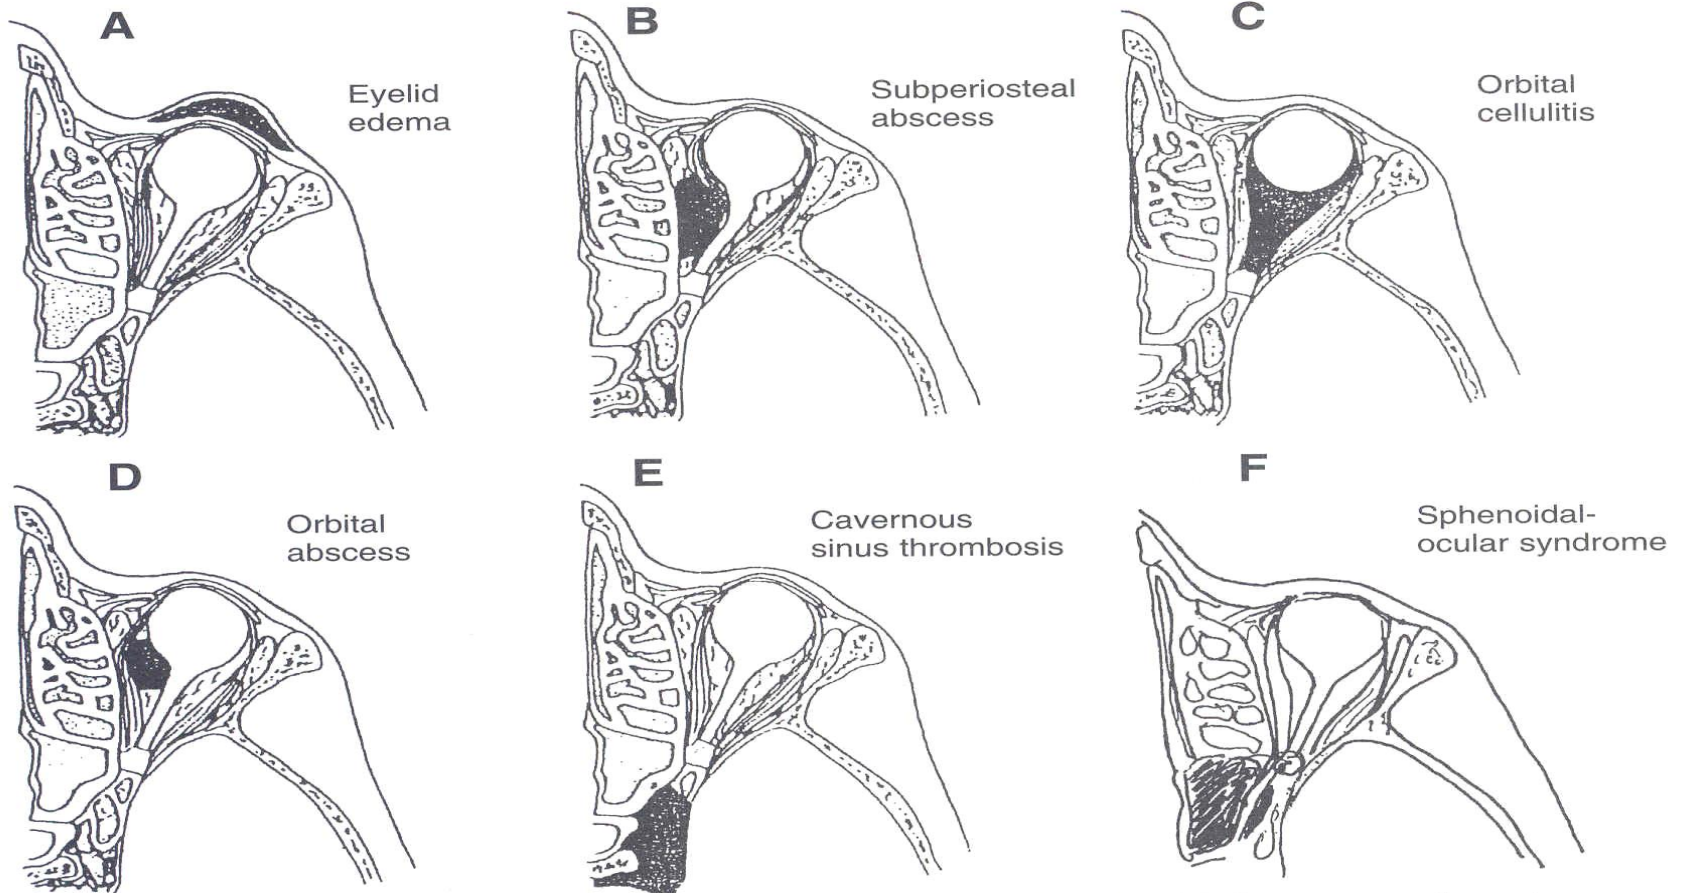 A
Eyelid
edema
B
Subperiosteal
abscess
C
Orbital
cellulitis
D
Orbital
abscess
E
Cavernous
sinus thrombosis
F
Sphenoidal-
ocular syndrome